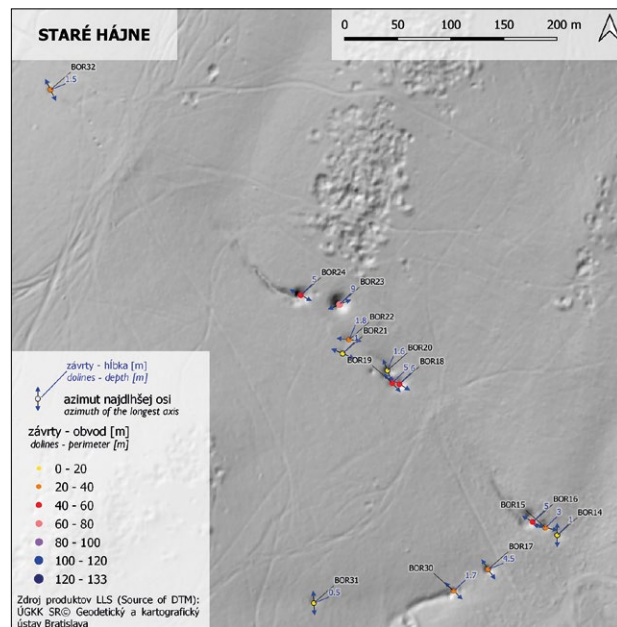 STARÉ HÁJNE
0 50 100 150 200 m
BOR32
1.5
BOR24
5
BOR23
9
BOR22
1.8
BOR21
BOR20
1.6
BOR19
BOR18
BOR16
BOR15
5
3
BOR14
1
BOR17
4.5
BOR30
1.7
BOR31
0.5
závrty - hĺbka [m]
dolines - depth [m]
azimut najdlhšej osi
azimuth of the longest axis
závrty - obvod [m]
dolines - perimeter [m]
0 - 20
20 - 40
40 - 60
60 - 80
80 - 100
100 - 120
120 - 133
Zdroj produktov LLS (Source of DTM):
ÚGKK SR© Geodetický a kartografický
ústav Bratislava